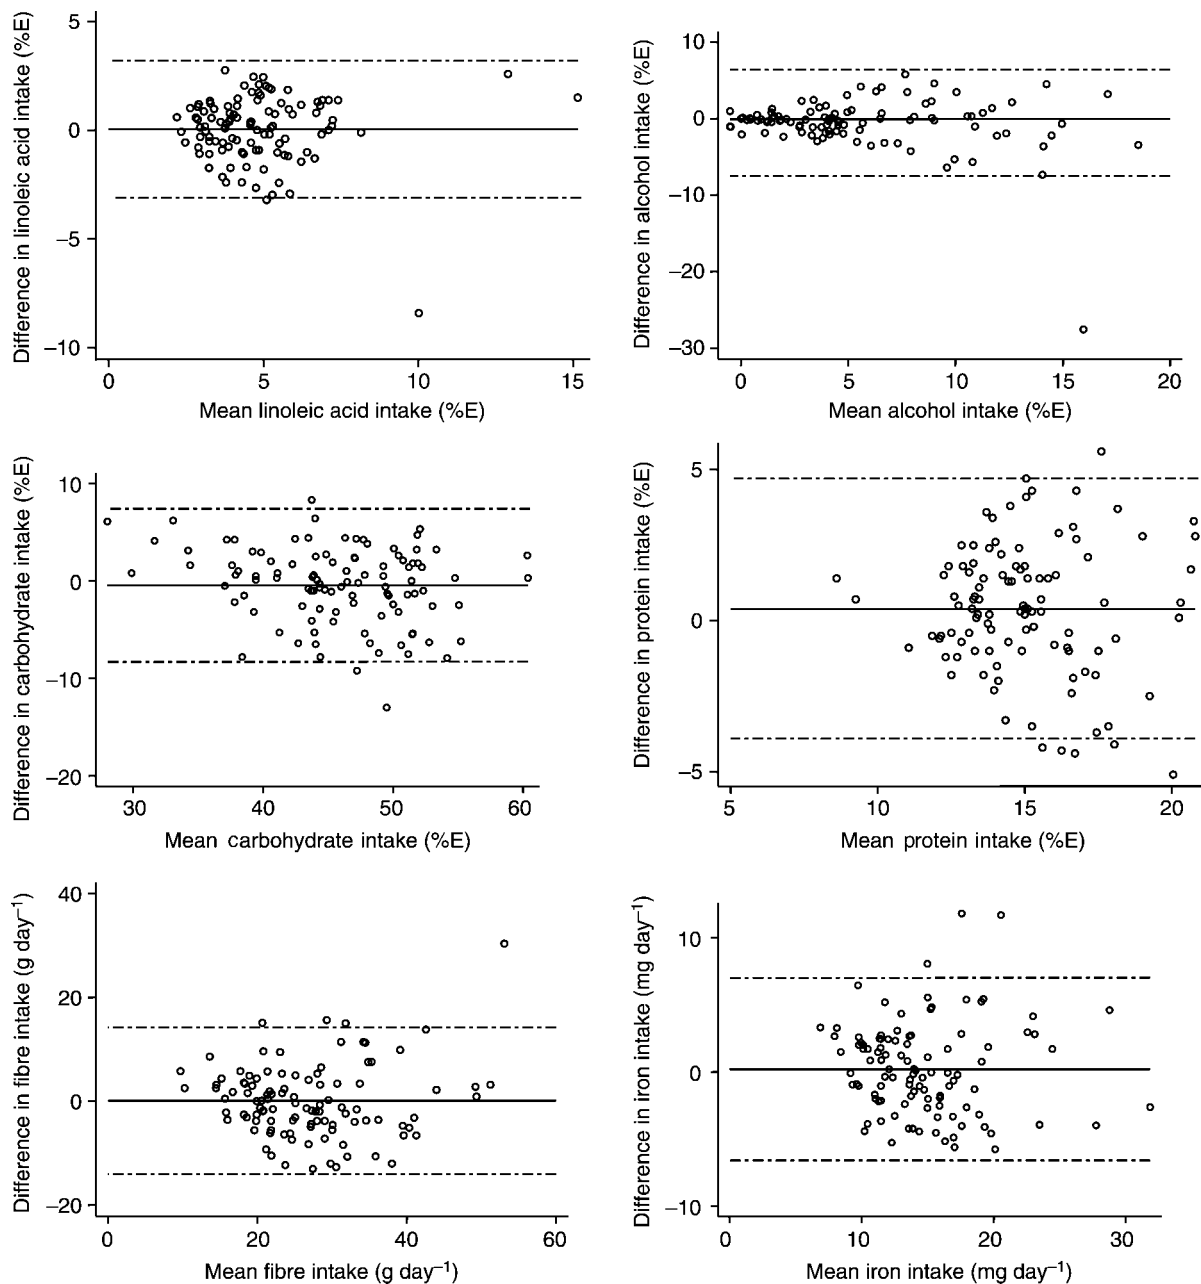 Difference in linoleic acid intake (%E)
5
0
−5
−10
0 5 10 15
Mean linoleic acid intake (%E)
Difference in alcohol intake (%E)
10
0
−10
−20
−30
0 5 10 15 20
Mean alcohol intake (%E)
Difference in carbohydrate intake (%E)
10
0
−10
−20
30 40 50 60
Mean carbohydrate intake (%E)
Difference in protein intake (%E)
5
0
−5
5 10 15 20
Mean protein intake (%E)
Difference in fibre intake (g day−1)
40
20
0
−20
0 20 40 60
Mean fibre intake (g day−1)
Difference in iron intake (mg day−1)
10
0
−10
0 10 20 30
Mean iron intake (mg day−1)